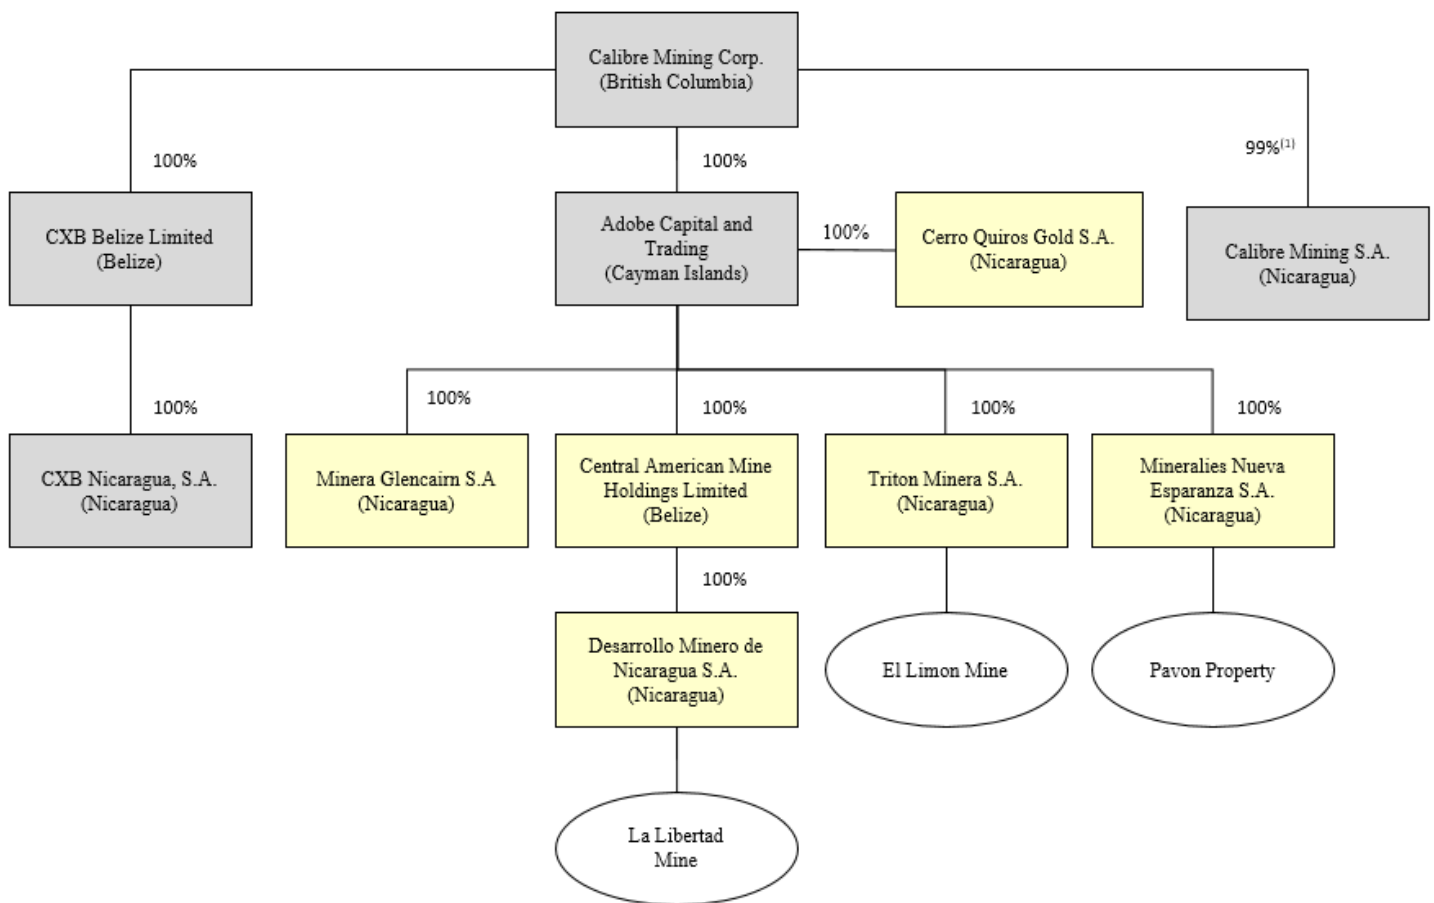 Calibre Mining Corp.
(British Columbia)
100%
100%
99%(1)
CXB Belize Limited
(Belize)
Adobe Capital and
Trading
(Cayman Islands)
100%
Cerro Quiros Gold S.A.
(Nicaragua)
Calibre Mining S.A.
(Nicaragua)
100%
100%
100%
100%
100%
CXB Nicaragua, S.A.
(Nicaragua)
Minera Glencairn S.A
(Nicaragua)
Central American Mine
Holdings Limited
(Belize)
Triton Minera S.A.
(Nicaragua)
Mineralies Nueva
Esparanza S.A.
(Nicaragua)
100%
Desarrollo Minero de
Nicaragua S.A.
(Nicaragua)
El Limon Mine
Pavon Property
La Libertad
Mine